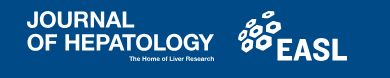 JOURNAL
OF HEPATOLOGY
The Home of Liver Research
EASL